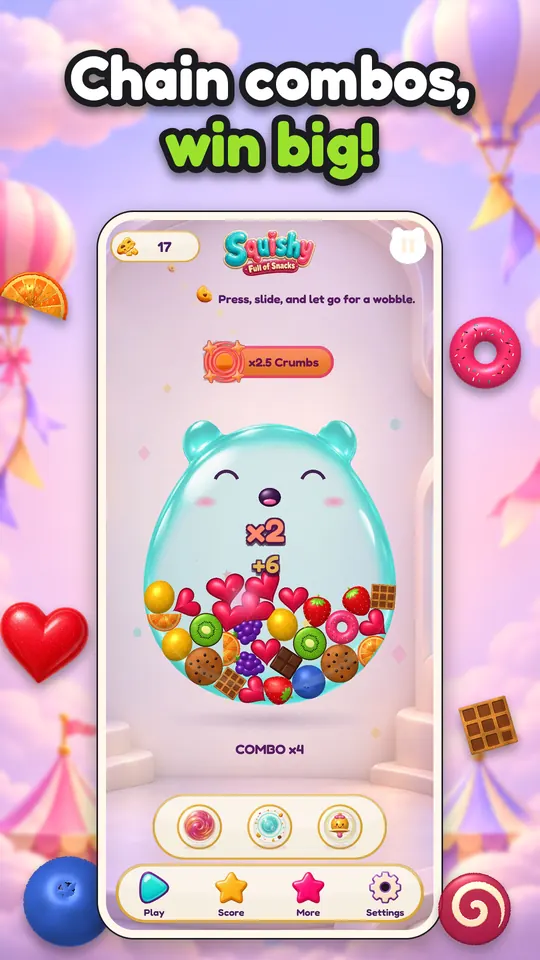 Chain combos,
win big!
17
Squishy
Full of Snacks
Press, slide, and let go for a wobble.
x2.5 Crumbs
x2
+6
COMBO x4
Play
Score
More
Settings